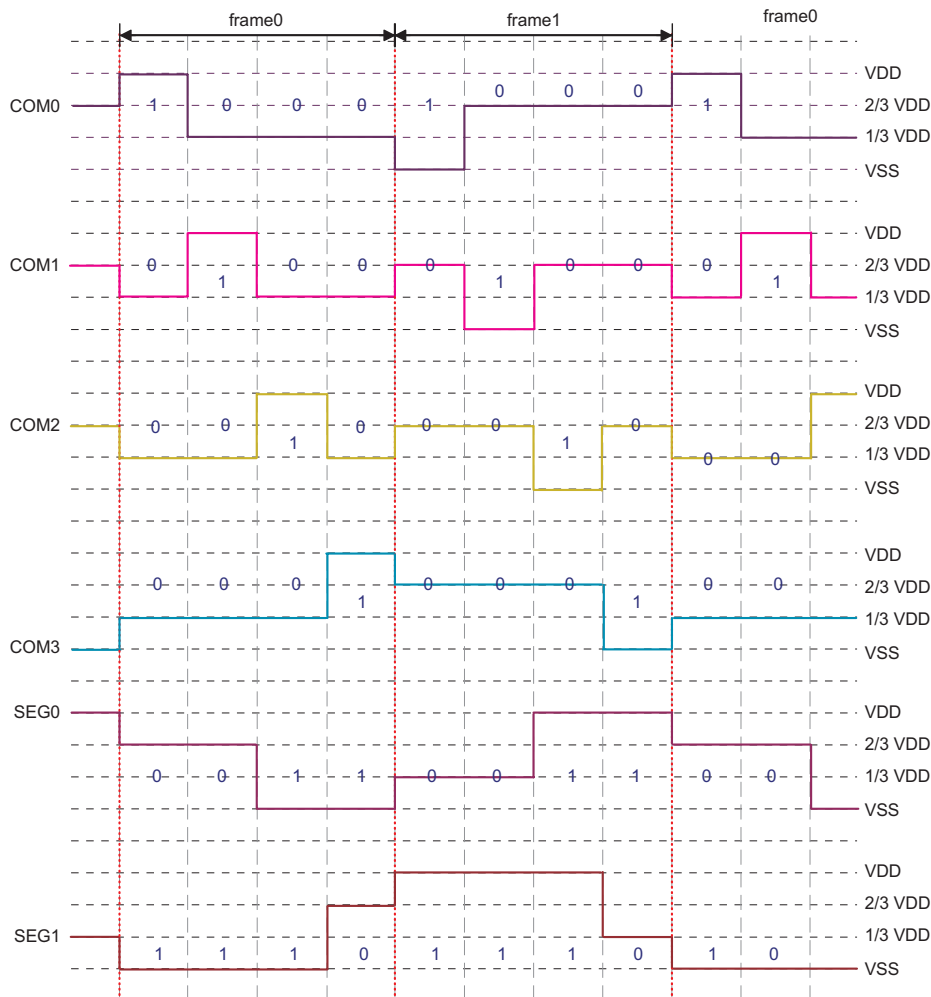 frame0 frame1 frame0
VDD
COM0 1 0 0 0 1 0 0 0 1 2/3 VDD
1/3 VDD
VSS
VDD
COM1 0 1 0 0 0 1 0 0 0 1 2/3 VDD
1/3 VDD
VSS
VDD
COM2 0 0 1 0 0 0 1 0 0 0 2/3 VDD
1/3 VDD
VSS
VDD
0 0 0 1 0 0 0 1 0 0 2/3 VDD
1/3 VDD
COM3 VSS
SEG0 VDD
2/3 VDD
0 0 1 1 0 0 1 1 0 0 1/3 VDD
VSS
VDD
2/3 VDD
SEG1 1/3 VDD
1 1 1 0 1 1 1 0 1 0
VSS